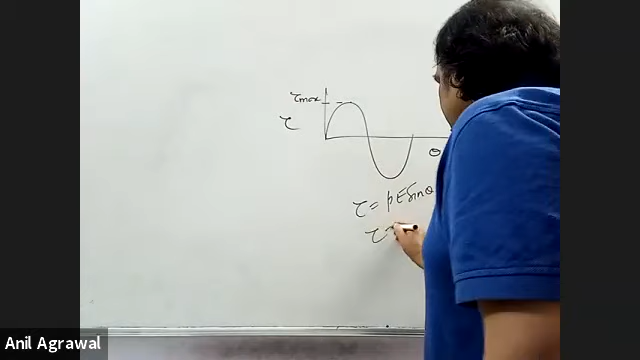 τmax
τ
θ
τ = pE sinθ
τ =
Anil Agrawal